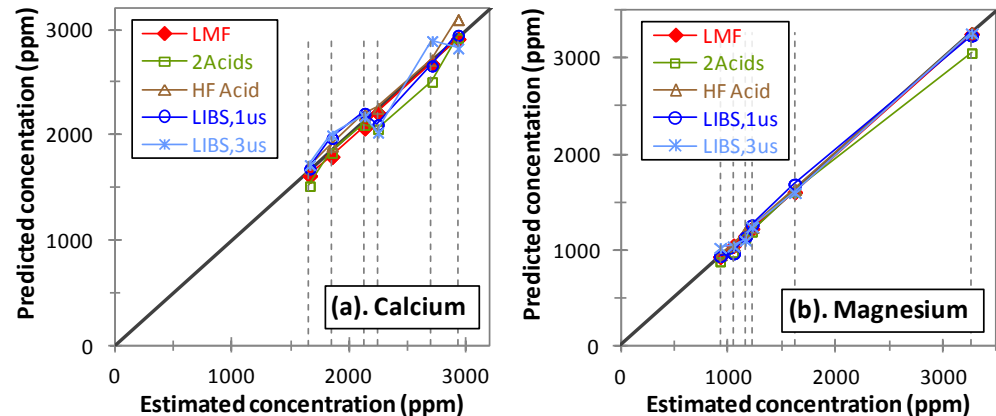 3000
2000
1000
0
Predicted concentration (ppm)
LMF
2Acids
HF Acid
LIBS,1us
LIBS,3us
(a). Calcium
0
1000
2000
3000
Estimated concentration (ppm)
3000
2000
1000
0
Predicted concentration (ppm)
LMF
2Acids
HF Acid
LIBS,1us
LIBS,3us
(b). Magnesium
0
1000
2000
3000
Estimated concentration (ppm)